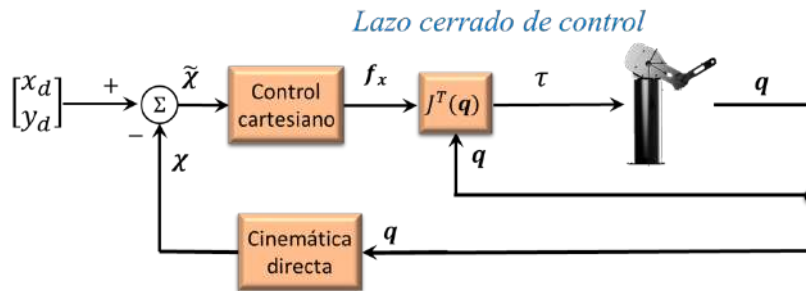 Lazo cerrado de control
[x_d
y_d]
+
−
Σ
χ̃
Control
cartesiano
f_x
J^T(q)
τ
q
q
χ
Cinemática
directa
q